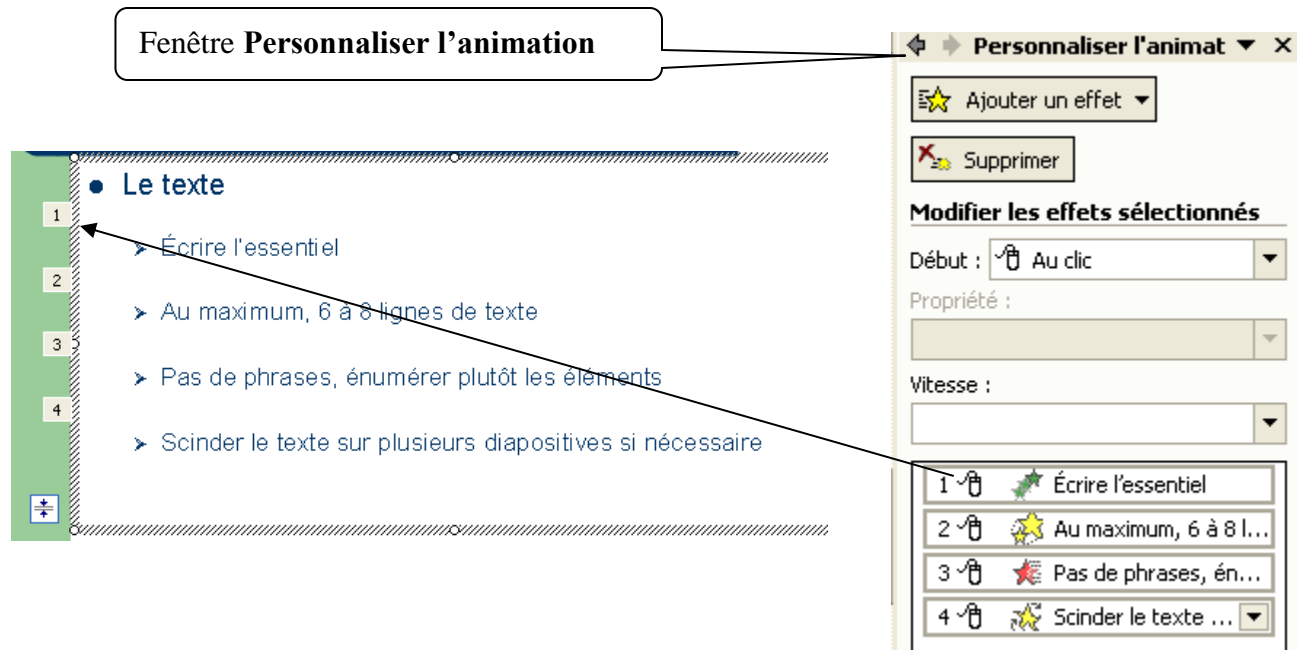 Fenêtre Personnaliser l’animation
Personnaliser l'animat
Ajouter un effet
Supprimer
Modifier les effets sélectionnés
Début : Au clic
Propriété :
Vitesse :
1 Écrire l’essentiel
2 Au maximum, 6 à 8 l...
3 Pas de phrases, én...
4 Scinder le texte ...
Le texte
1
Écrire l'essentiel
2
Au maximum, 6 à 8 lignes de texte
3
Pas de phrases, énumérer plutôt les éléments
4
Scinder le texte sur plusieurs diapositives si nécessaire